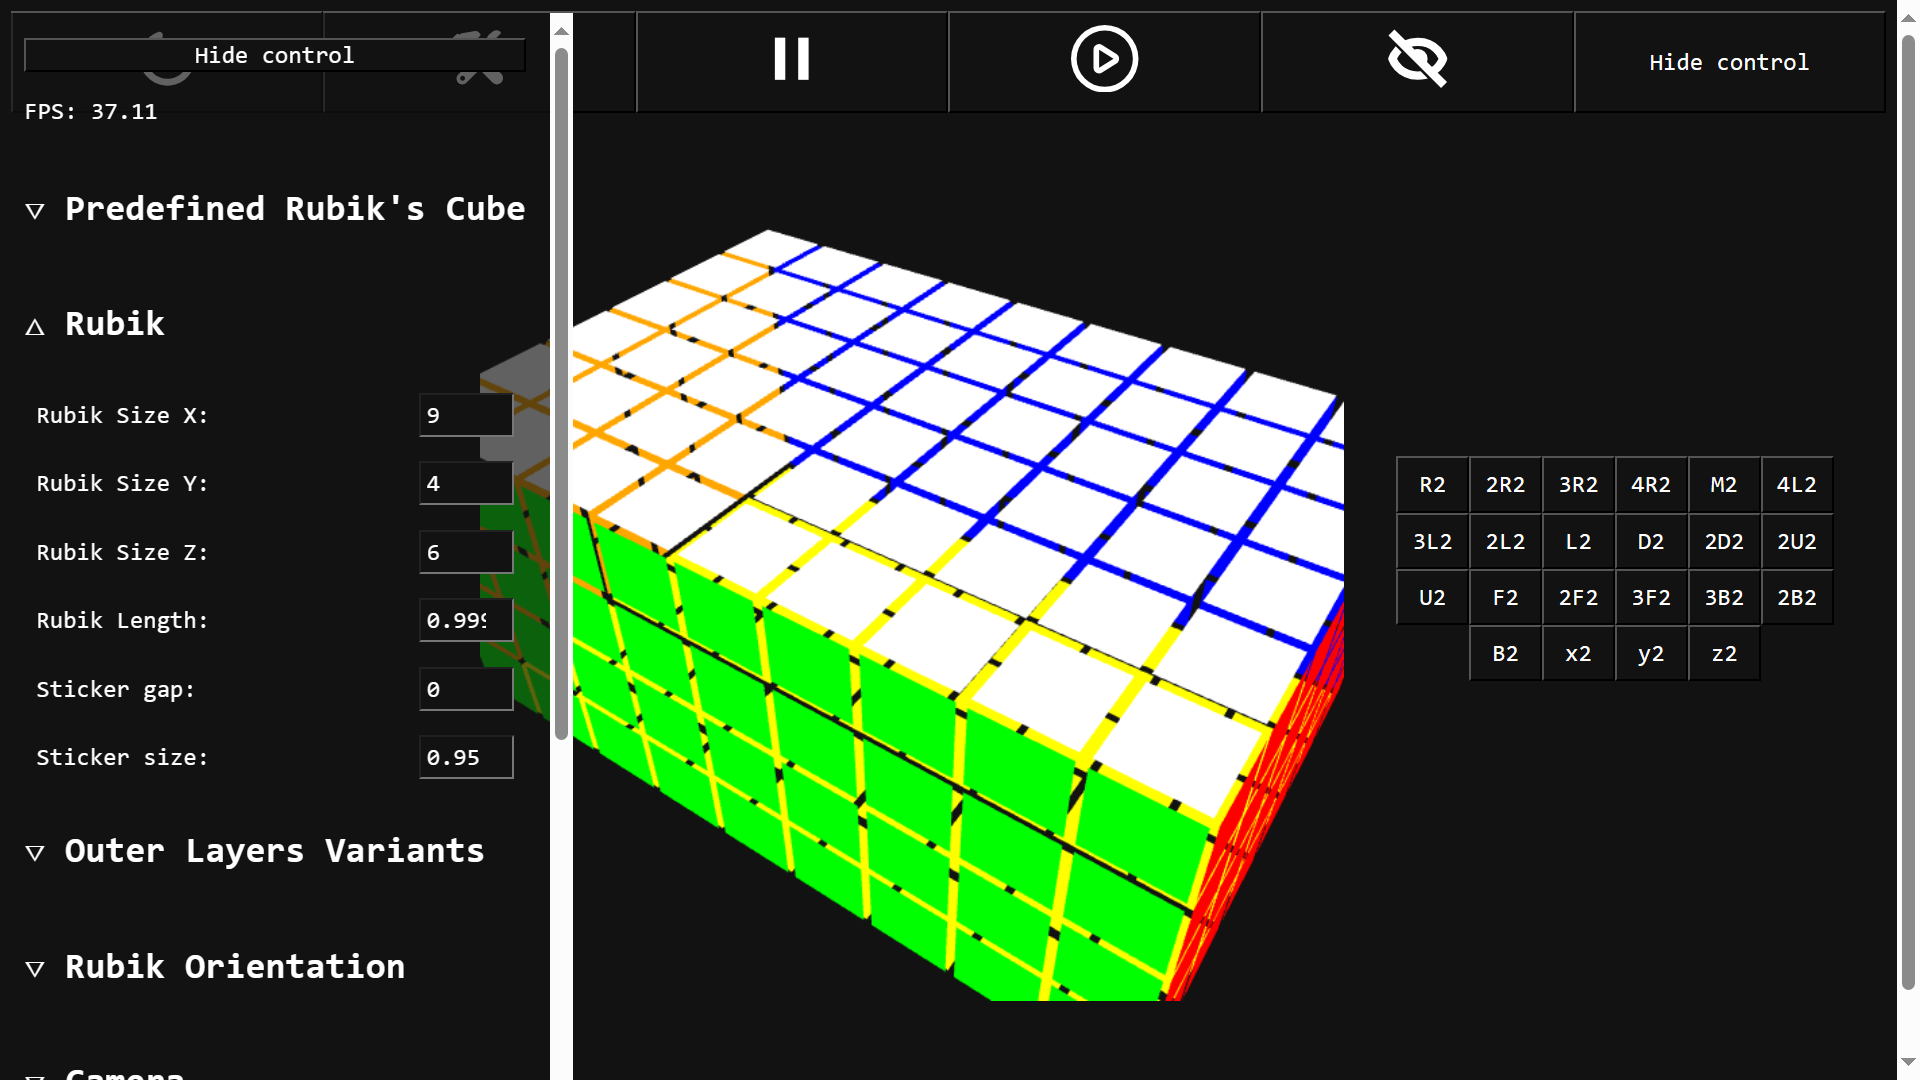 Hide control
Hide control
FPS: 37.11
▽ Predefined Rubik's Cube
△ Rubik
Rubik Size X: 9
Rubik Size Y: 4
Rubik Size Z: 6
Rubik Length: 0.999
Sticker gap: 0
Sticker size: 0.95
▽ Outer Layers Variants
▽ Rubik Orientation
▽ Camera
R2 2R2 3R2 4R2 M2 4L2
3L2 2L2 L2 D2 2D2 2U2
U2 F2 2F2 3F2 3B2 2B2
B2 x2 y2 z2